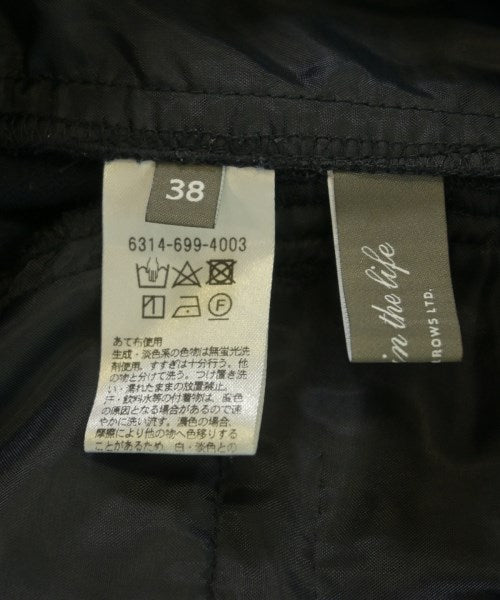 38
6314-699-4003
F
あて布使用
生成・淡色系の色物は無蛍光洗
剤使用。すすぎは十分行う。他
の物と分けて洗う。つけ置き洗
い、濡れたままの放置禁止。
汗・飲料水等の付着物は、変色
の原因となる場合があるので速
やかに洗い流す。濃色の場合、
摩擦により他の物へ色移りする
ことがあるため、白・淡色との
in the life
RROWS LTD.